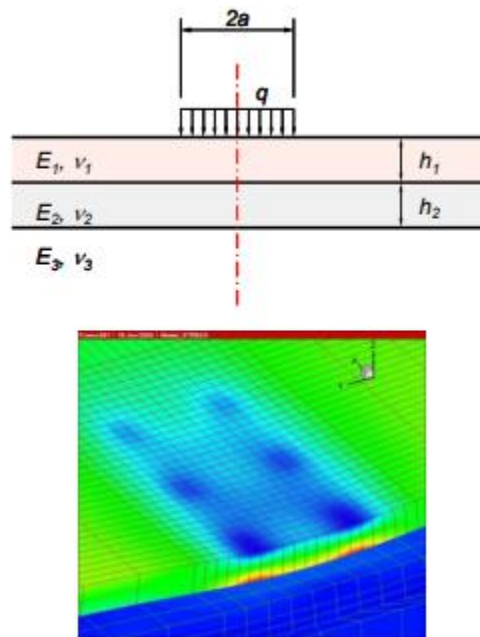 2a
q
E₁, ν₁
h₁
E₂, ν₂
h₂
E₃, ν₃